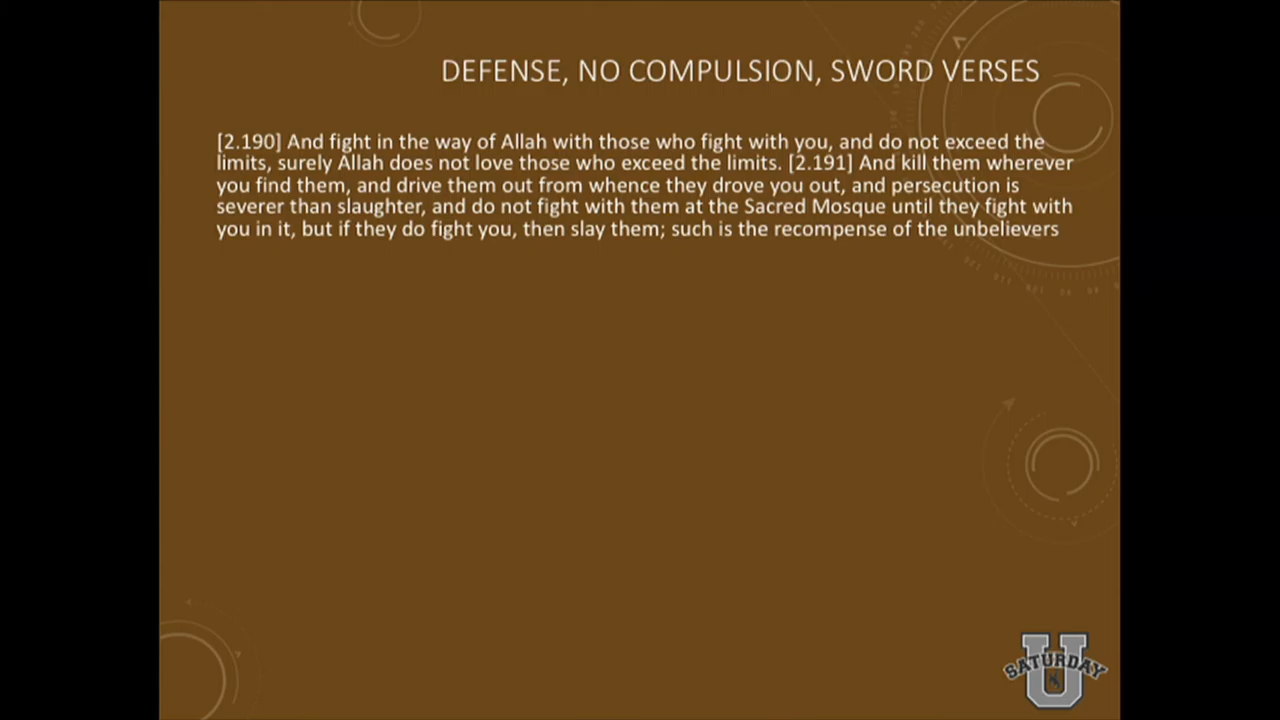 DEFENSE, NO COMPULSION, SWORD VERSES
[2.190] And fight in the way of Allah with those who fight with you, and do not exceed the
limits, surely Allah does not love those who exceed the limits. [2.191] And kill them wherever
you find them, and drive them out from whence they drove you out, and persecution is
severer than slaughter, and do not fight with them at the Sacred Mosque until they fight with
you in it, but if they do fight you, then slay them; such is the recompense of the unbelievers
SATURDAY
U